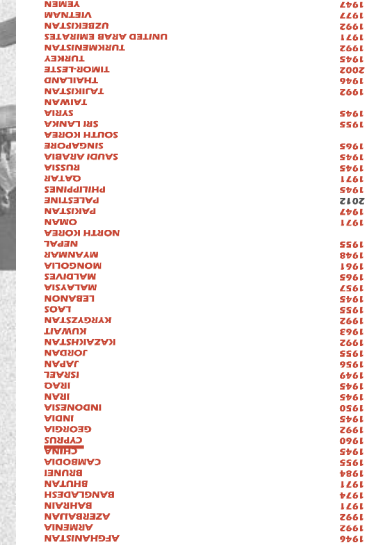 AFGHANISTAN 1946
ARMENIA 1992
AZERBAIJAN 1992
BAHRAIN 1971
BANGLADESH 1974
BHUTAN 1971
BRUNEI 1984
CAMBODIA 1955
CHINA 1945
CYPRUS 1960
GEORGIA 1992
INDIA 1945
INDONESIA 1950
IRAN 1945
IRAQ 1945
ISRAEL 1949
JAPAN 1956
JORDAN 1955
KAZAKHSTAN 1992
KUWAIT 1963
KYRGYZSZTAN 1992
LAOS 1955
LEBANON 1945
MALAYSIA 1957
MALDIVES 1965
MONGOLIA 1961
MYANMAR 1948
NEPAL 1955
NORTH KOREA
OMAN 1971
PAKISTAN 1947
PALESTINE 2012
PHILIPPINES 1945
QATAR 1971
RUSSIA 1945
SAUDI ARABIA 1945
SINGAPORE 1965
SOUTH KOREA
SRI LANKA 1955
SYRIA 1945
TAIWAN
TAJIKISTAN 1992
THAILAND 1946
TIMOR-LESTE 2002
TURKEY 1945
TURKMENISTAN 1992
UNITED ARAB EMIRATES 1971
UZBEKISTAN 1992
VIETNAM 1977
YEMEN 1947